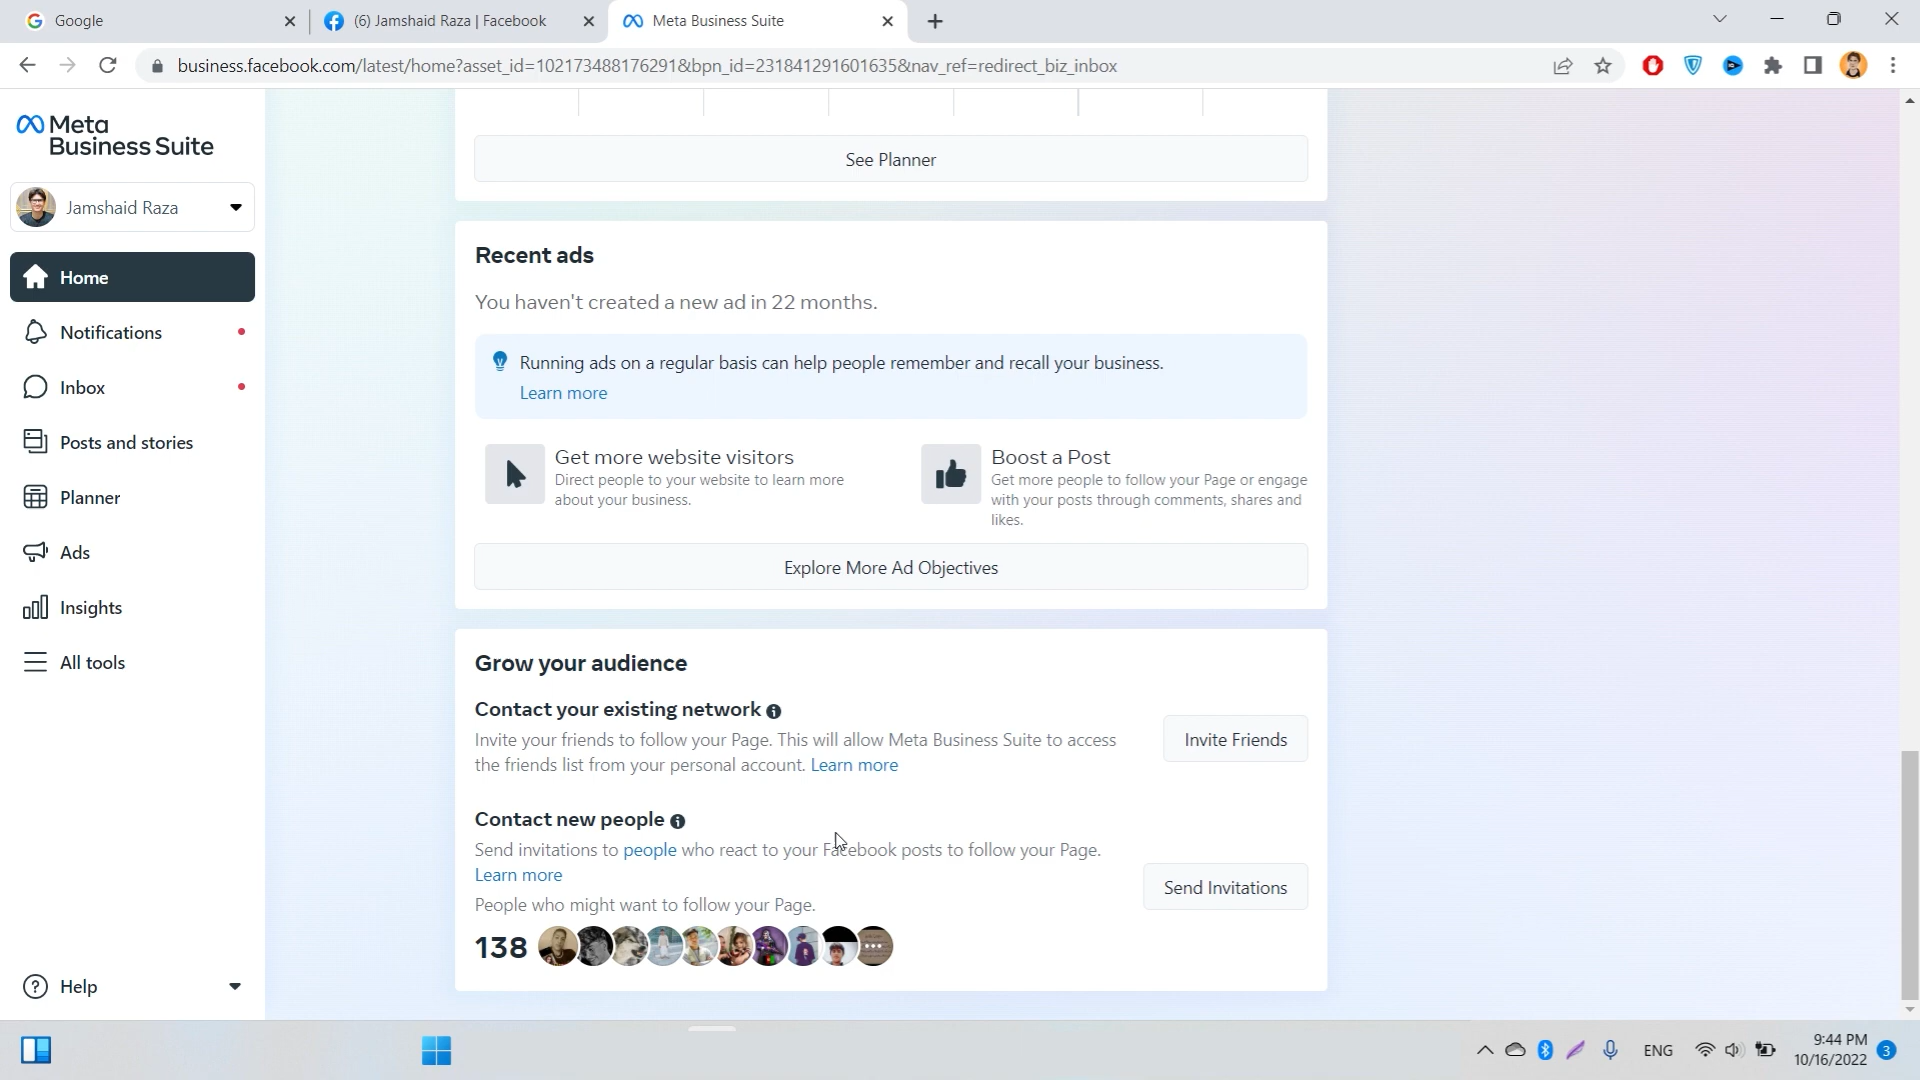 Google
(6) Jamshaid Raza | Facebook
Meta Business Suite
business.facebook.com/latest/home?asset_id=102173488176291&bpn_id=231841291601635&nav_ref=redirect_biz_inbox
Meta
Business Suite
Jamshaid Raza
Home
Notifications
Inbox
Posts and stories
Planner
Ads
Insights
All tools
Help
See Planner
Recent ads
You haven't created a new ad in 22 months.
Running ads on a regular basis can help people remember and recall your business.
Learn more
Get more website visitors
Direct people to your website to learn more
about your business.
Boost a Post
Get more people to follow your Page or engage
with your posts through comments, shares and
likes.
Explore More Ad Objectives
Grow your audience
Contact your existing network
Invite your friends to follow your Page. This will allow Meta Business Suite to access
the friends list from your personal account. Learn more
Invite Friends
Contact new people
Send invitations to people who react to your Facebook posts to follow your Page.
Learn more
Send Invitations
People who might want to follow your Page.
138
ENG
9:44 PM
10/16/2022
3